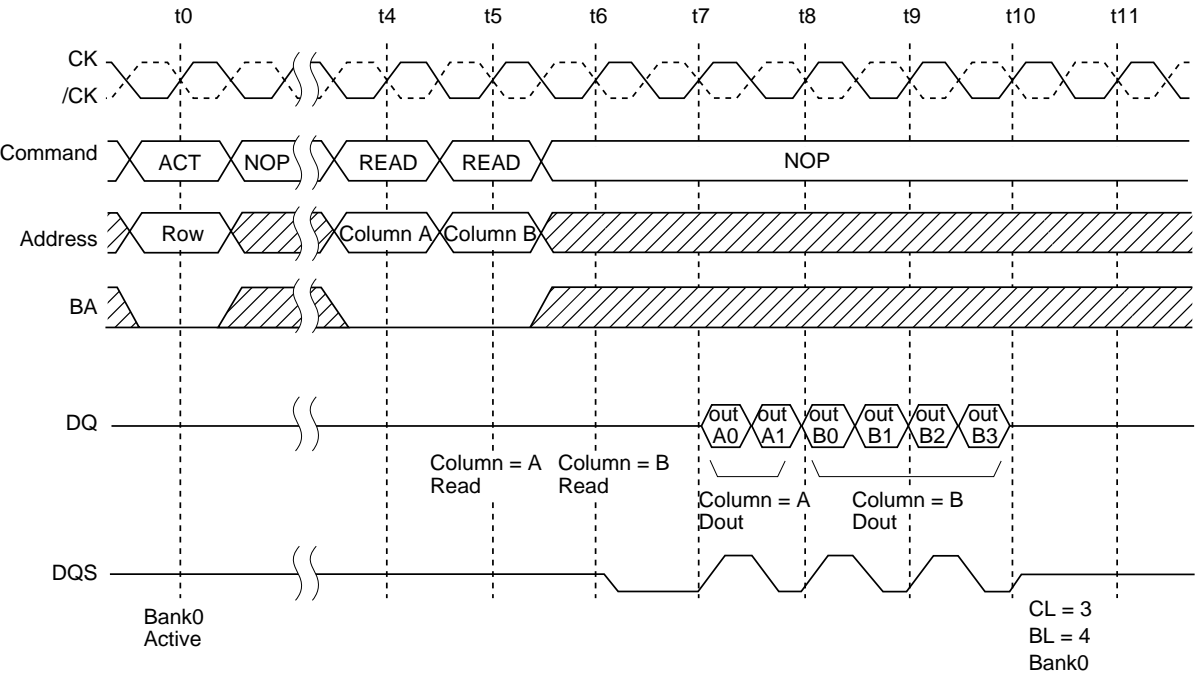 t0 t4 t5 t6 t7 t8 t9 t10 t11
CK
/CK
Command ACT NOP READ READ NOP
Address Row Column A Column B
BA
DQ out A0 out A1 out B0 out B1 out B2 out B3
Column = A Read
Column = B Read
Column = A Dout
Column = B Dout
DQS
Bank0
Active
CL = 3
BL = 4
Bank0